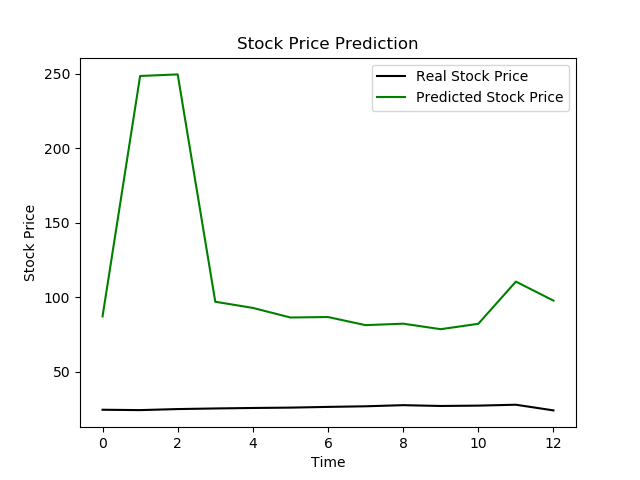 Stock Price Prediction
Real Stock Price
Predicted Stock Price
Stock Price
250
200
150
100
50
0 2 4 6 8 10 12
Time